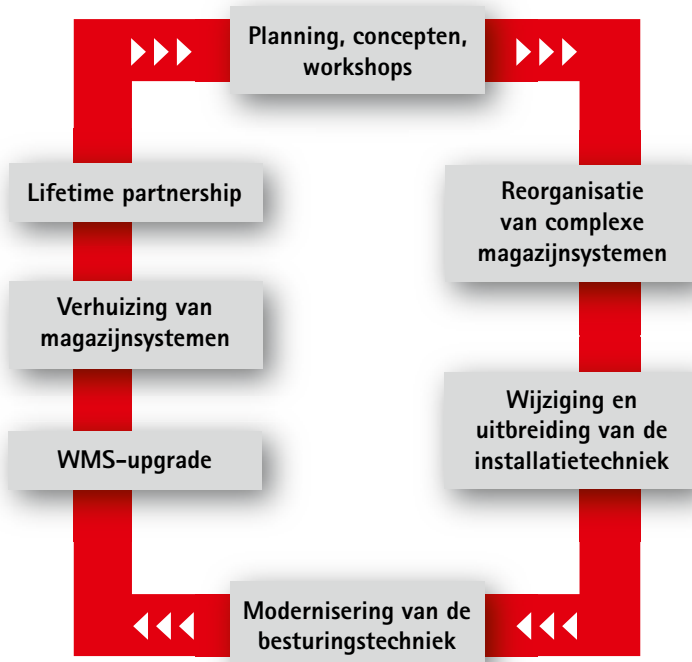 Planning, concepten,
workshops
Lifetime partnership
Reorganisatie
van complexe
magazijnsystemen
Verhuizing van
magazijnsystemen
Wijziging en
uitbreiding van de
installatietechniek
WMS-upgrade
Modernisering van de
besturingstechniek